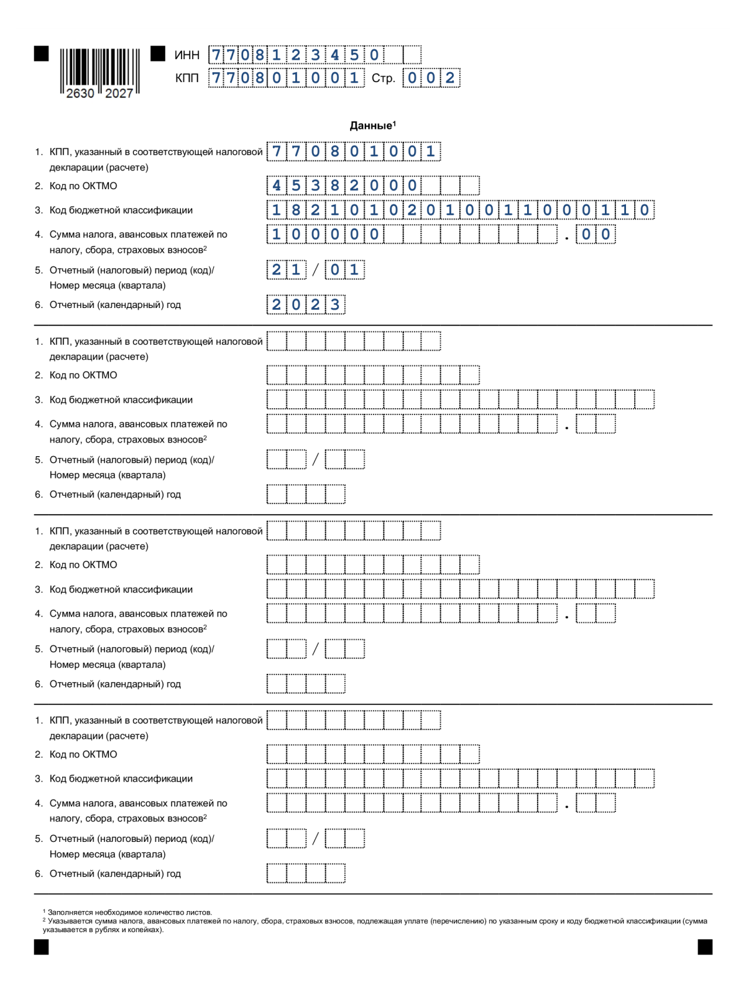 ИНН 7708123450
КПП 770801001 Стр. 002
2630 2027
Данные¹
1. КПП, указанный в соответствующей налоговой 770801001
декларации (расчете)
2. Код по ОКТМО 45382000
3. Код бюджетной классификации 18210102010011000110
4. Сумма налога, авансовых платежей по 100000 . 00
налогу, сбора, страховых взносов²
5. Отчетный (налоговый) период (код)/ 21 / 01
Номер месяца (квартала)
6. Отчетный (календарный) год 2023
1. КПП, указанный в соответствующей налоговой
декларации (расчете)
2. Код по ОКТМО
3. Код бюджетной классификации
4. Сумма налога, авансовых платежей по .
налогу, сбора, страховых взносов²
5. Отчетный (налоговый) период (код)/ /
Номер месяца (квартала)
6. Отчетный (календарный) год
1. КПП, указанный в соответствующей налоговой
декларации (расчете)
2. Код по ОКТМО
3. Код бюджетной классификации
4. Сумма налога, авансовых платежей по .
налогу, сбора, страховых взносов²
5. Отчетный (налоговый) период (код)/ /
Номер месяца (квартала)
6. Отчетный (календарный) год
1. КПП, указанный в соответствующей налоговой
декларации (расчете)
2. Код по ОКТМО
3. Код бюджетной классификации
4. Сумма налога, авансовых платежей по .
налогу, сбора, страховых взносов²
5. Отчетный (налоговый) период (код)/ /
Номер месяца (квартала)
6. Отчетный (календарный) год
¹ Заполняется необходимое количество листов.
² Указывается сумма налога, авансовых платежей по налогу, сбора, страховых взносов, подлежащая уплате (перечислению) по указанным сроку и коду бюджетной классификации (сумма
указывается в рублях и копейках).